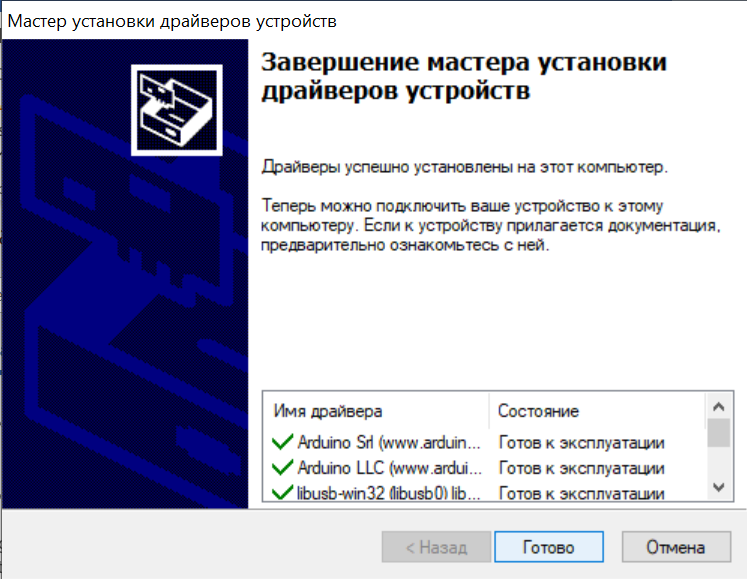 Мастер установки драйверов устройств
Завершение мастера установки
драйверов устройств
Драйверы успешно установлены на этот компьютер.
Теперь можно подключить ваше устройство к этому
компьютеру. Если к устройству прилагается документация,
предварительно ознакомьтесь с ней.
Имя драйвера Состояние
Arduino Srl (www.arduin... Готов к эксплуатации
Arduino LLC (www.ardui... Готов к эксплуатации
libusb-win32 (libusb0) lib... Готов к эксплуатации
< Назад Готово Отмена